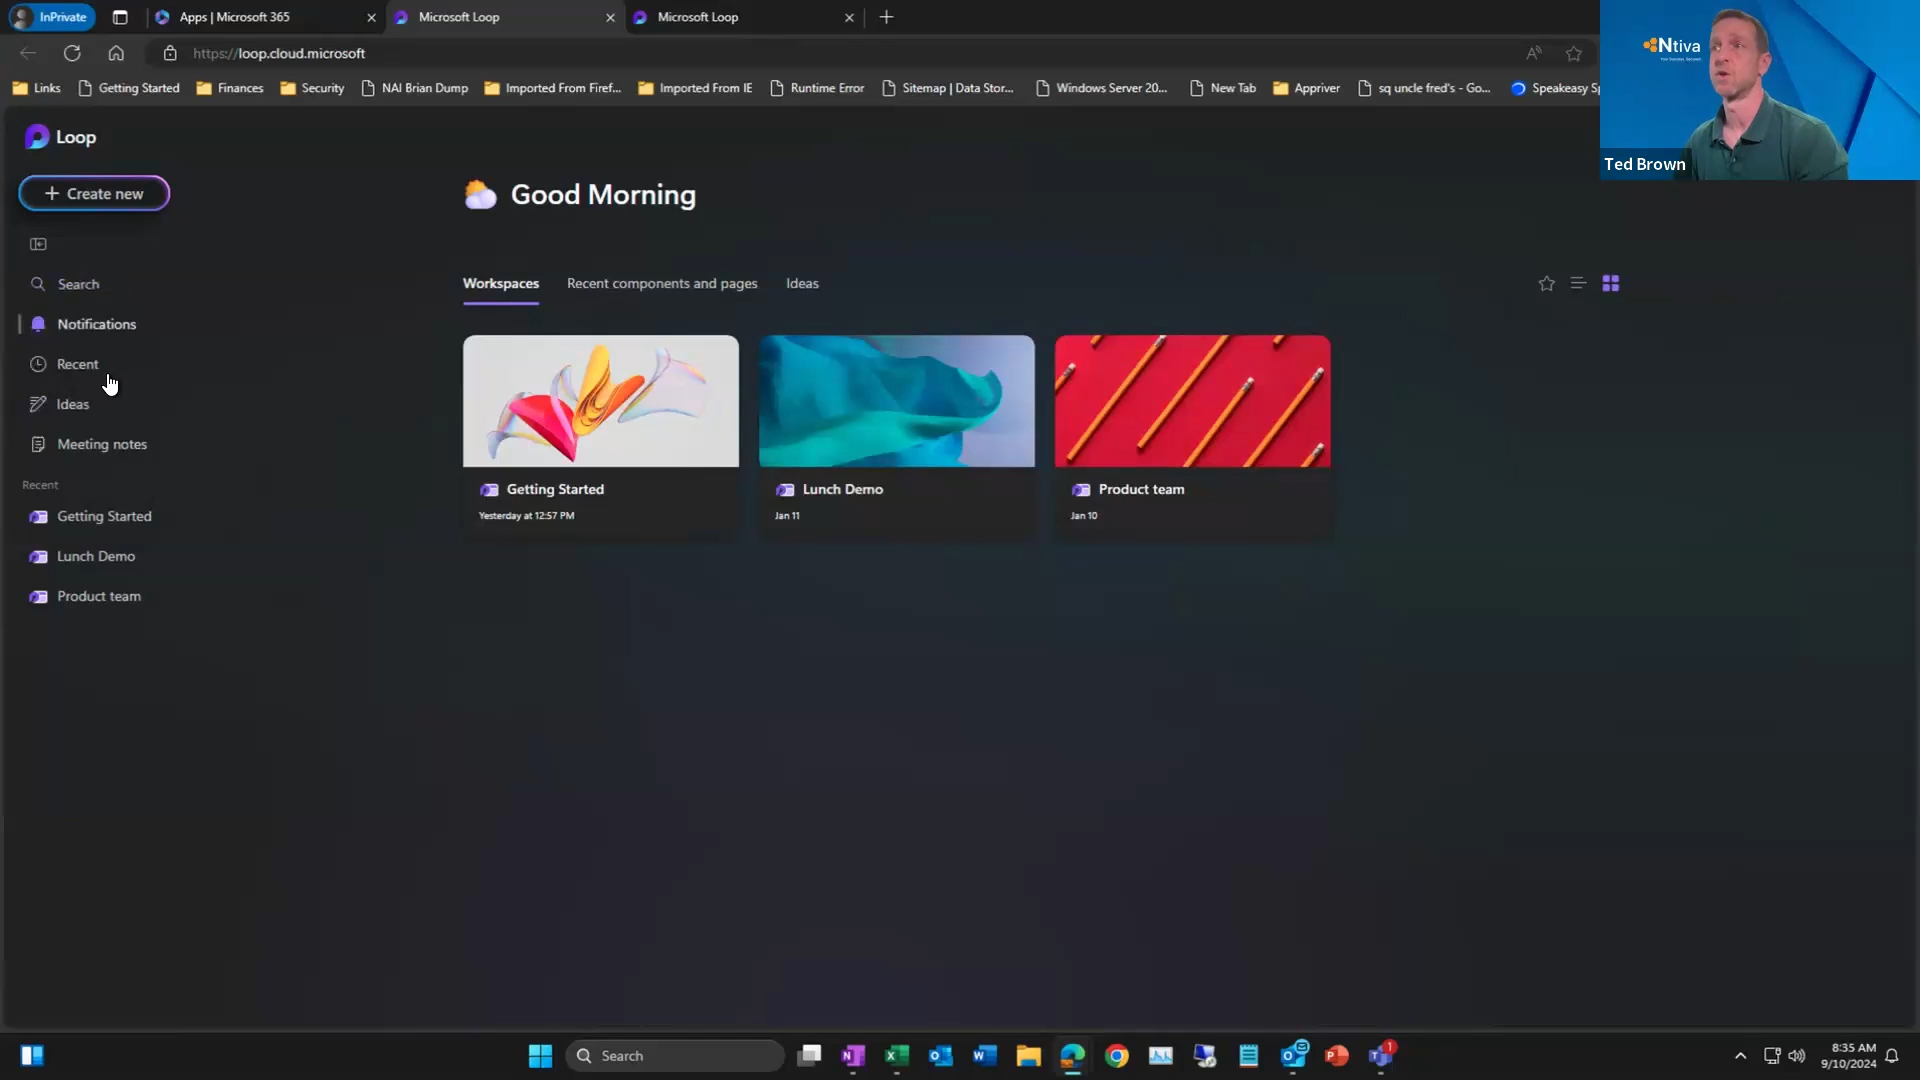 InPrivate
Apps | Microsoft 365
Microsoft Loop
Microsoft Loop
https://loop.cloud.microsoft
Links
Getting Started
Finances
Security
NAI Brian Dump
Imported From Firef...
Imported From IE
Runtime Error
Sitemap | Data Stor...
Windows Server 20...
New Tab
Appriver
sq uncle fred's - Go...
Speakeasy Sp
Ntiva
Ted Brown
Loop
+ Create new
Search
Notifications
Recent
Ideas
Meeting notes
Recent
Getting Started
Lunch Demo
Product team
Good Morning
Workspaces
Recent components and pages
Ideas
Getting Started
Yesterday at 12:57 PM
Lunch Demo
Jan 11
Product team
Jan 10
Search
1
8:35 AM
9/10/2024